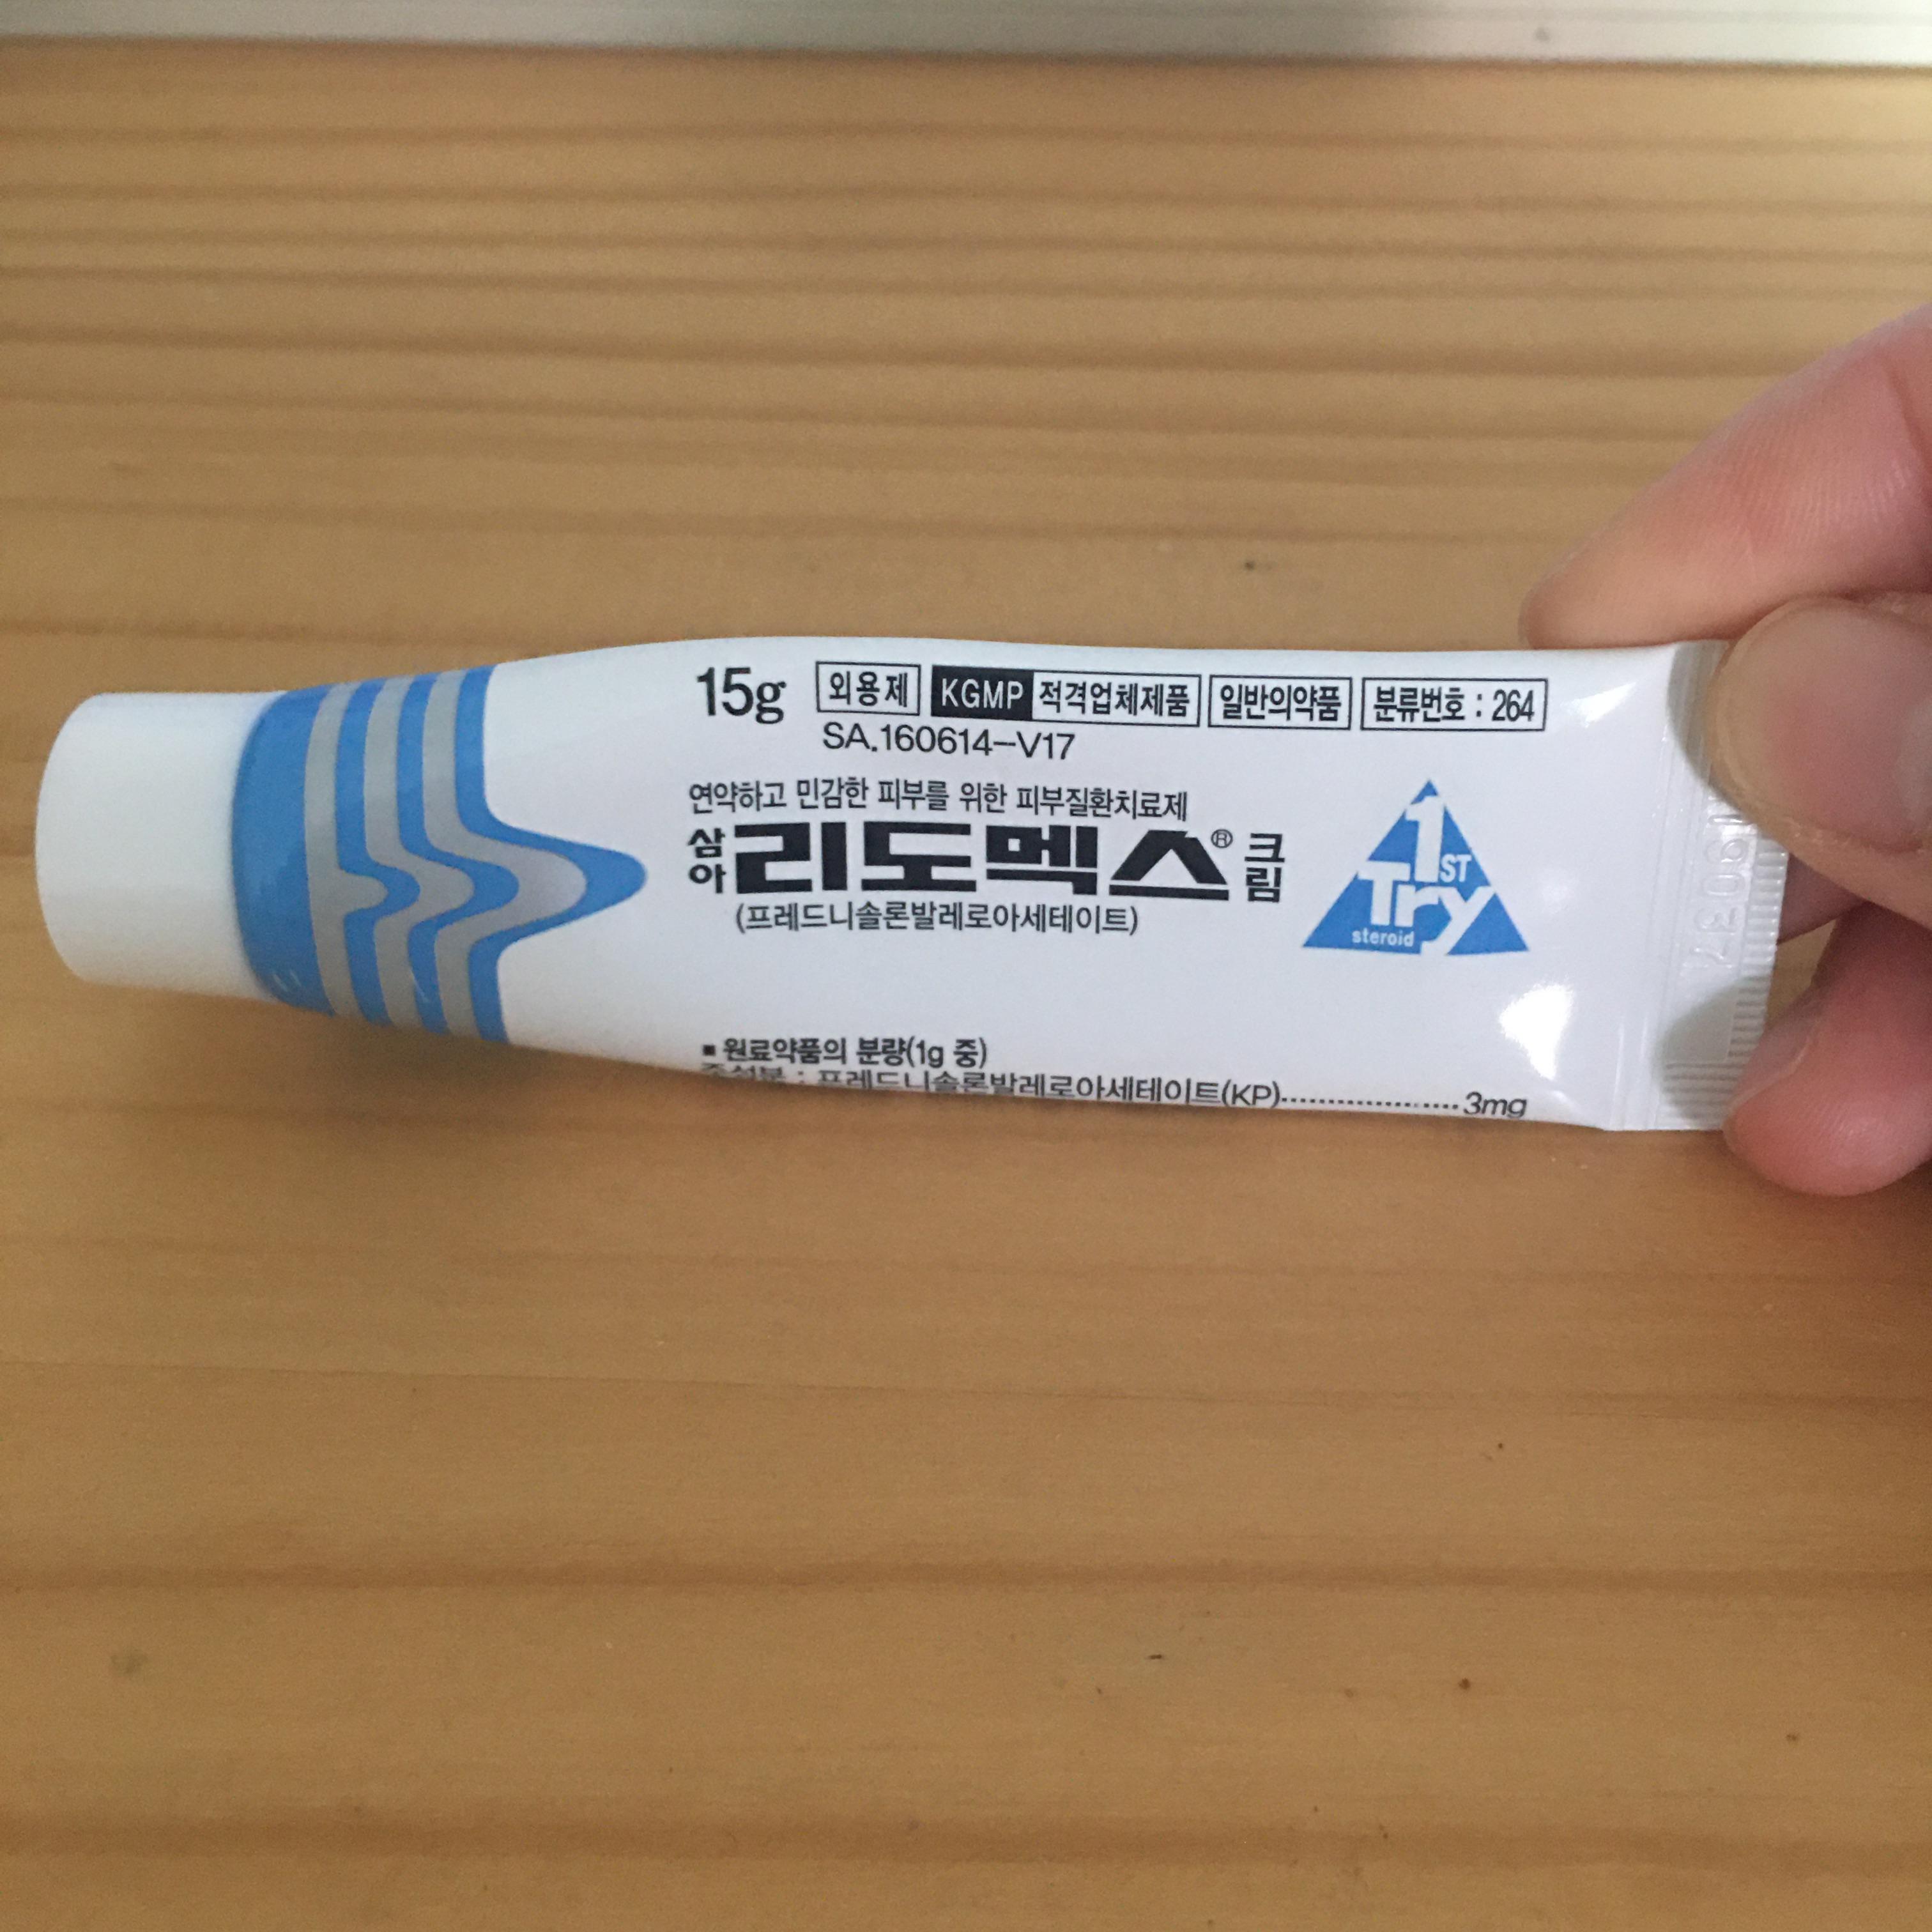 15g 외용제 KGMP 적격업체제품 일반의약품 분류번호 : 264
SA.160614-V17
연약하고 민감한 피부를 위한 피부질환치료제
삼아 리도멕스® 크림
(프레드니솔론발레로아세테이트)
1ST
Try
steroid
■ 원료약품의 분량(1g 중)
주성분 : 프레드니솔론발레로아세테이트(KP)..................3mg